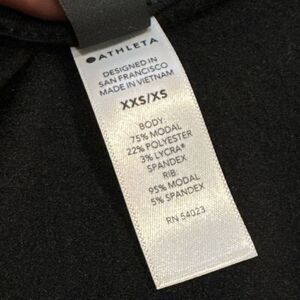 ATHLETA
DESIGNED IN
SAN FRANCISCO
MADE IN VIETNAM
XXS/XS
BODY:
75% MODAL
22% POLYESTER
3% LYCRA®
SPANDEX
RIB:
95% MODAL
5% SPANDEX
RN 54023